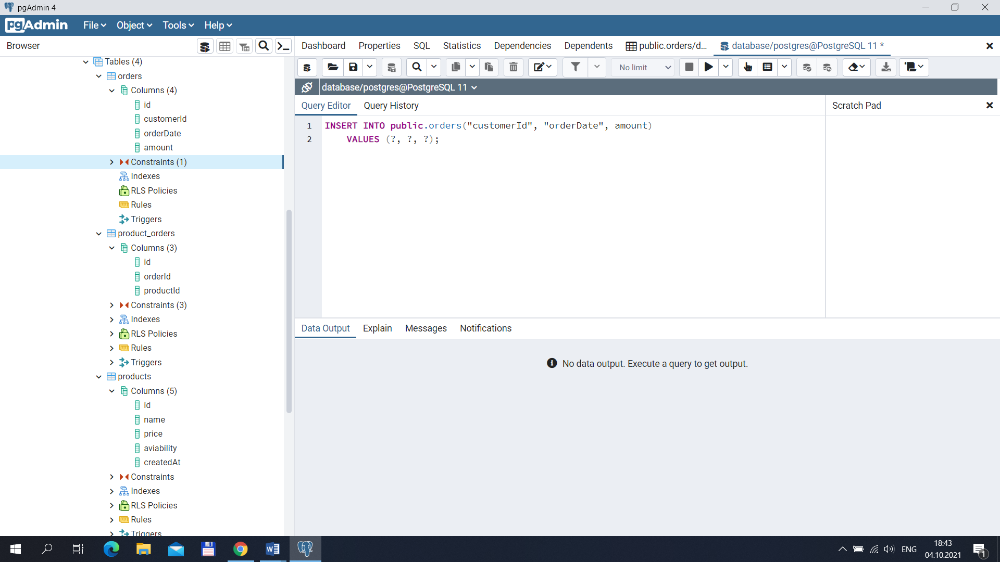 pgAdmin 4
pgAdmin File Object Tools Help
Browser
Tables (4)
orders
Columns (4)
id
customerId
orderDate
amount
Constraints (1)
Indexes
RLS Policies
Rules
Triggers
product_orders
Columns (3)
id
orderId
productId
Constraints (3)
Indexes
RLS Policies
Rules
Triggers
products
Columns (5)
id
name
price
aviability
createdAt
Constraints
Indexes
RLS Policies
Rules
Triggers
Dashboard Properties SQL Statistics Dependencies Dependents public.orders/d... database/postgres@PostgreSQL 11 *
No limit
database/postgres@PostgreSQL 11
Query Editor Query History
Scratch Pad
1 INSERT INTO public.orders("customerId", "orderDate", amount)
2 VALUES (?, ?, ?);
Data Output Explain Messages Notifications
No data output. Execute a query to get output.
ENG
18:43
04.10.2021
1